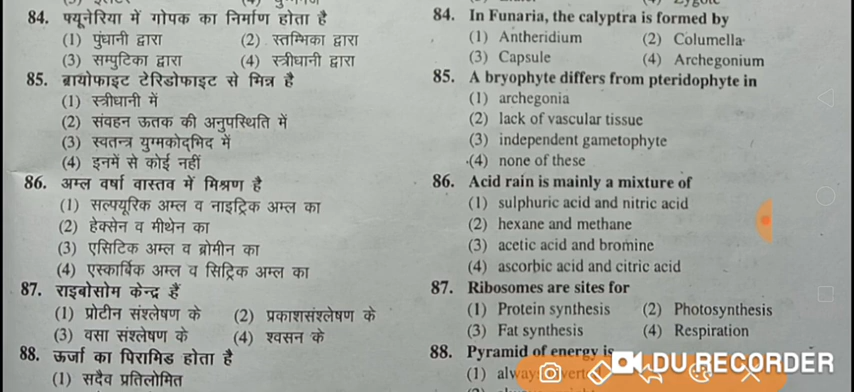 84. फ्यूनेरिया में गोपक का निर्माण होता है
(1) पुंधानी द्वारा (2) स्तम्भिका द्वारा
(3) सम्पुटिका द्वारा (4) स्त्रीधानी द्वारा
85. ब्रायोफाइट टेरिडोफाइट से भिन्न है
(1) स्त्रीधानी में
(2) संवहन ऊतक की अनुपस्थिति में
(3) स्वतन्त्र युग्मकोद्भिद में
(4) इनमें से कोई नहीं
86. अम्ल वर्षा वास्तव में मिश्रण है
(1) सल्फ्यूरिक अम्ल व नाइट्रिक अम्ल का
(2) हेक्सेन व मीथेन का
(3) एसिटिक अम्ल व ब्रोमीन का
(4) एस्कार्बिक अम्ल व सिट्रिक अम्ल का
87. राइबोसोम केन्द्र हैं
(1) प्रोटीन संश्लेषण के (2) प्रकाशसंश्लेषण के
(3) वसा संश्लेषण के (4) श्वसन के
88. ऊर्जा का पिरामिड होता है
(1) सदैव प्रतिलोमित
(4) Zygote
84. In Funaria, the calyptra is formed by
(1) Antheridium (2) Columella
(3) Capsule (4) Archegonium
85. A bryophyte differs from pteridophyte in
(1) archegonia
(2) lack of vascular tissue
(3) independent gametophyte
(4) none of these
86. Acid rain is mainly a mixture of
(1) sulphuric acid and nitric acid
(2) hexane and methane
(3) acetic acid and bromine
(4) ascorbic acid and citric acid
87. Ribosomes are sites for
(1) Protein synthesis (2) Photosynthesis
(3) Fat synthesis (4) Respiration
88. Pyramid of energy is
(1)
DU RECORDER